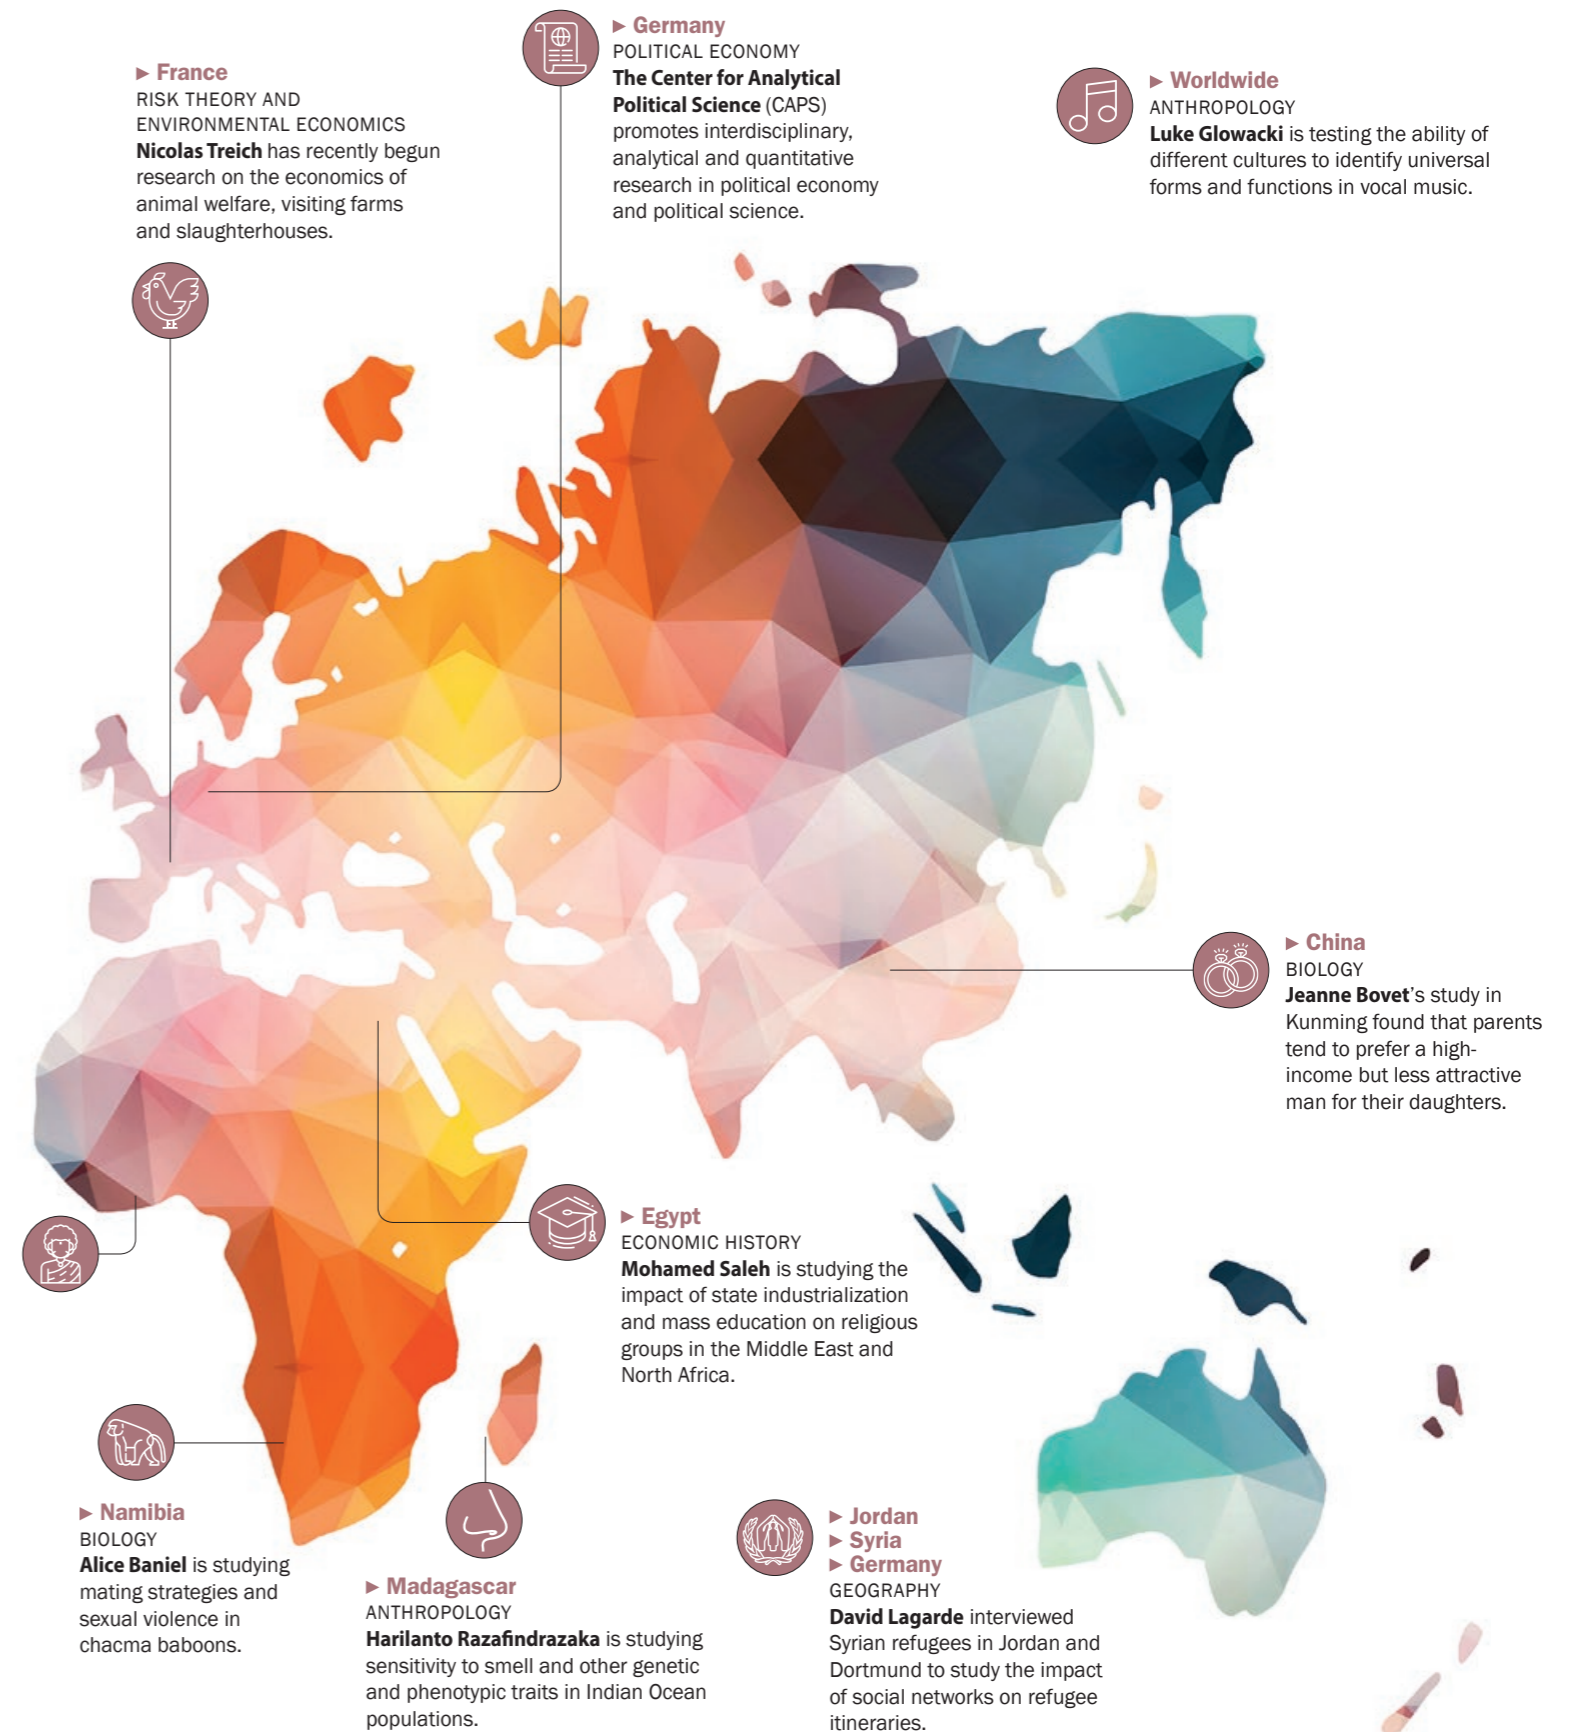 ▸ France
RISK THEORY AND
ENVIRONMENTAL ECONOMICS
Nicolas Treich has recently begun
research on the economics of
animal welfare, visiting farms
and slaughterhouses.
▸ Germany
POLITICAL ECONOMY
The Center for Analytical
Political Science (CAPS)
promotes interdisciplinary,
analytical and quantitative
research in political economy
and political science.
▸ Worldwide
ANTHROPOLOGY
Luke Glowacki is testing the ability of
different cultures to identify universal
forms and functions in vocal music.
▸ China
BIOLOGY
Jeanne Bovet's study in
Kunming found that parents
tend to prefer a high-
income but less attractive
man for their daughters.
▸ Egypt
ECONOMIC HISTORY
Mohamed Saleh is studying the
impact of state industrialization
and mass education on religious
groups in the Middle East and
North Africa.
▸ Namibia
BIOLOGY
Alice Baniel is studying
mating strategies and
sexual violence in
chacma baboons.
▸ Madagascar
ANTHROPOLOGY
Harilanto Razafindrazaka is studying
sensitivity to smell and other genetic
and phenotypic traits in Indian Ocean
populations.
▸ Jordan
▸ Syria
▸ Germany
GEOGRAPHY
David Lagarde interviewed
Syrian refugees in Jordan and
Dortmund to study the impact
of social networks on refugee
itineraries.